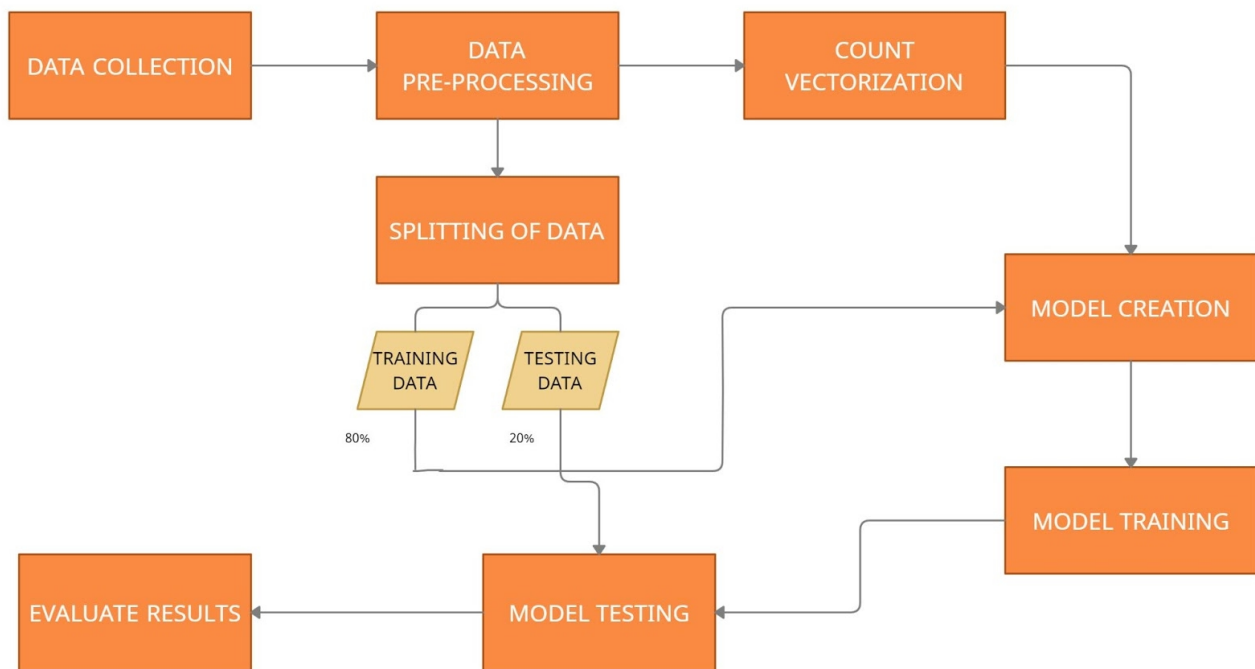 DATA COLLECTION
DATA
PRE-PROCESSING
COUNT
VECTORIZATION
SPLITTING OF DATA
MODEL CREATION
TRAINING
DATA
TESTING
DATA
80%
20%
MODEL TRAINING
EVALUATE RESULTS
MODEL TESTING